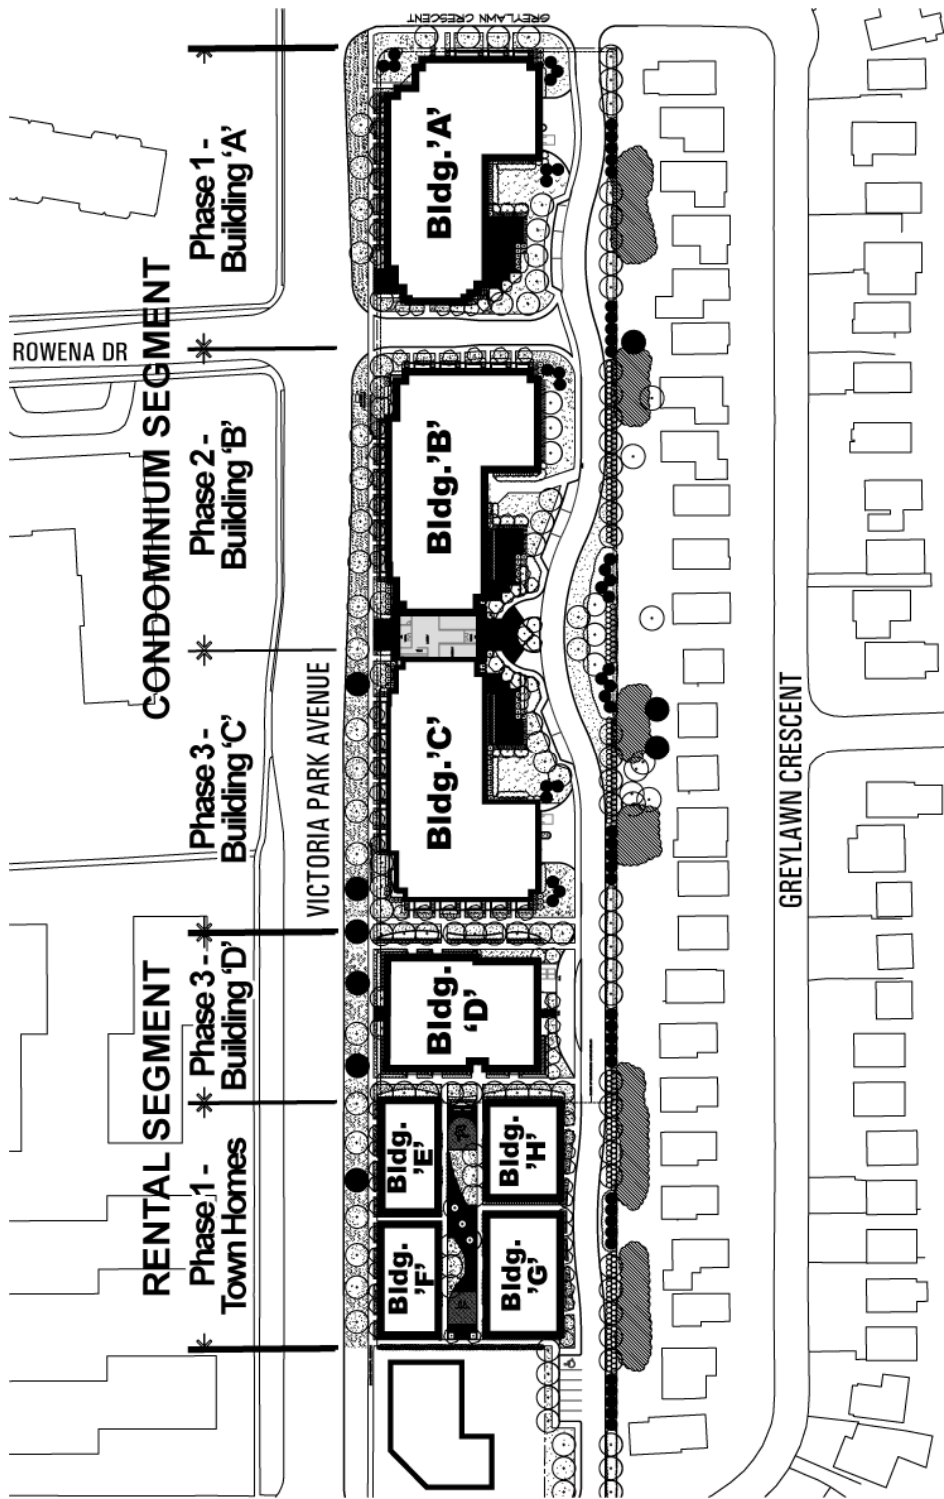 GREYLAWN CRESCENT
CONDOMINIUM SEGMENT
Phase 1 -
Building ‘A’
Phase 2 -
Building ‘B’
Phase 3 -
Building ‘C’
RENTAL SEGMENT
Phase 3 -
Building ‘D’
Phase 1 -
Town Homes
ROWENA DR
VICTORIA PARK AVENUE
Bldg.‘A’
Bldg.’B’
Bldg.’C’
Bldg.
‘D’
Bldg.
‘E’
Bldg.
‘F’
Bldg.
‘H’
Bldg.
‘G’
GREYLAWN CRESCENT